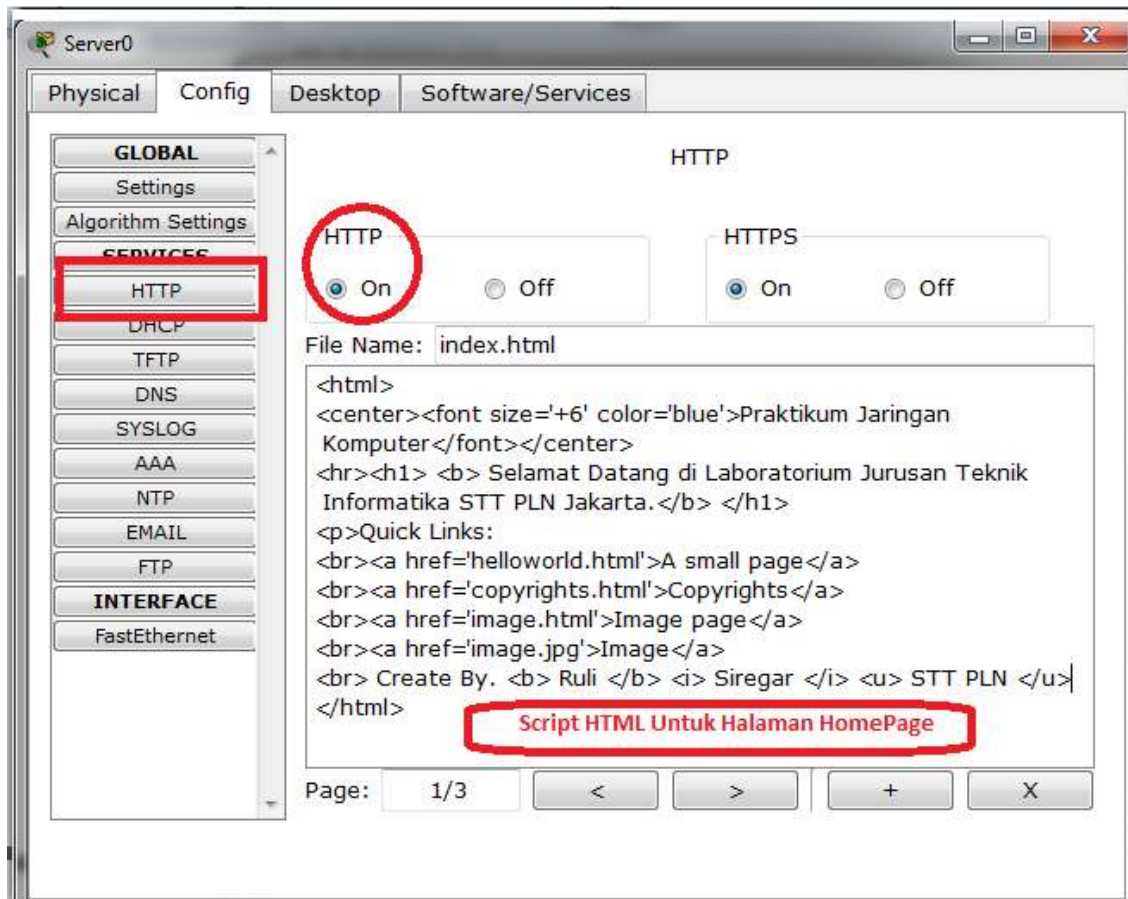 Server0
Physical Config Desktop Software/Services
GLOBAL
Settings
Algorithm Settings
SERVICES
HTTP
DHCP
TFTP
DNS
SYSLOG
AAA
NTP
EMAIL
FTP
INTERFACE
FastEthernet
HTTP
HTTP
On Off
HTTPS
On Off
File Name: index.html
<html>
<center><font size='+6' color='blue'>Praktikum Jaringan
Komputer</font></center>
<hr><h1> <b> Selamat Datang di Laboratorium Jurusan Teknik
Informatika STT PLN Jakarta.</b> </h1>
<p>Quick Links:
<br><a href='helloworld.html'>A small page</a>
<br><a href='copyrights.html'>Copyrights</a>
<br><a href='image.html'>Image page</a>
<br><a href='image.jpg'>Image</a>
<br> Create By. <b> Ruli </b> <i> Siregar </i> <u> STT PLN </u>
</html>
Script HTML Untuk Halaman HomePage
Page: 1/3 < > + X